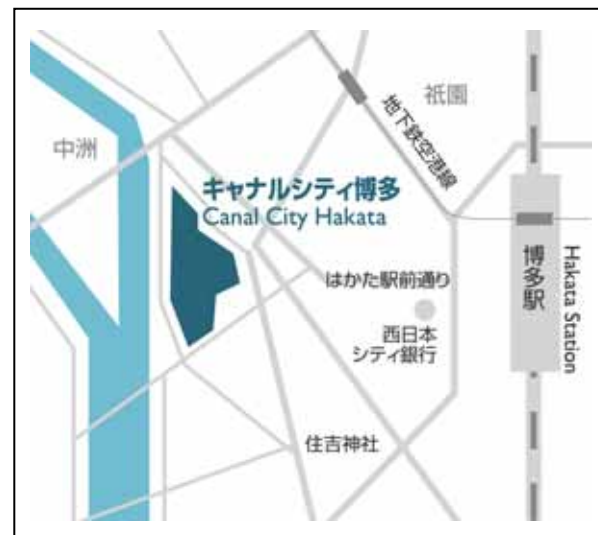 祇園
地下鉄空港線
中洲
キャナルシティ博多
Canal City Hakata
博多駅
Hakata Station
はかた駅前通り
西日本
シティ銀行
住吉神社